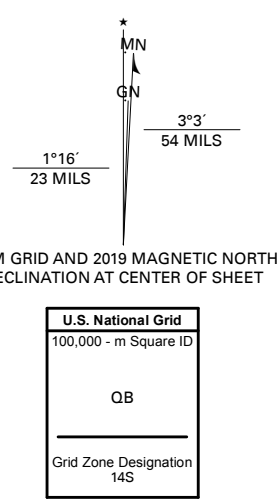 MN
GN
3°3´
54 MILS
1°16´
23 MILS
GRID AND 2019 MAGNETIC NORTH
DECLINATION AT CENTER OF SHEET
U.S. National Grid
100,000 - m Square ID
QB
Grid Zone Designation
14S